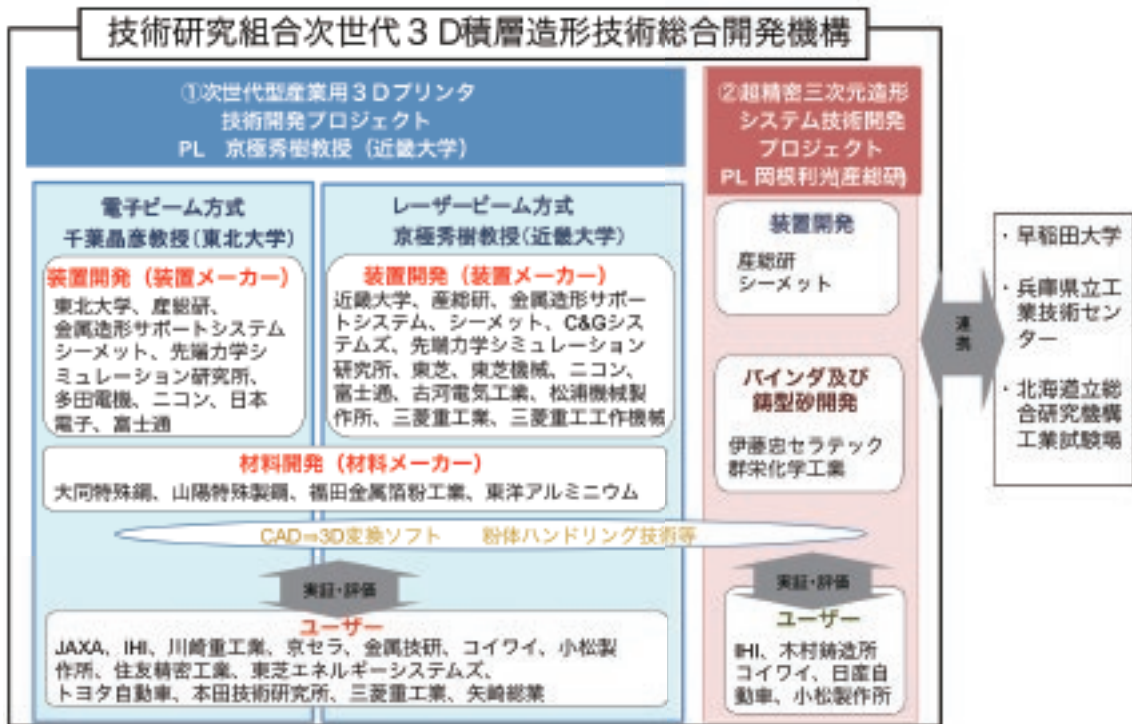 技術研究組合次世代３D積層造形技術総合開発機構
①次世代型産業用３Dプリンタ
技術開発プロジェクト
PL 京極秀樹教授（近畿大学）
電子ビーム方式
千葉晶彦教授（東北大学）
装置開発（装置メーカー）
東北大学、産総研、
金属造形サポートシステム
シーメット、先端力学シ
ミュレーション研究所、
多田電機、ニコン、日本
電子、富士通
レーザービーム方式
京極秀樹教授（近畿大学）
装置開発（装置メーカー）
近畿大学、産総研、金属造形サポー
トシステム、シーメット、C&Gシス
テムズ、先端力学シミュレーション
研究所、東芝、東芝機械、ニコン、
富士通、古河電気工業、松浦機械製
作所、三菱重工業、三菱重工工作機械
材料開発（材料メーカー）
大同特殊鋼、山陽特殊製鋼、福田金属箔粉工業、東洋アルミニウム
CAD⇒3D変換ソフト 粉体ハンドリング技術等
実証・評価
ユーザー
JAXA、IHI、川崎重工業、京セラ、金属技研、コイワイ、小松製
作所、住友精密工業、東芝エネルギーシステムズ、
トヨタ自動車、本田技術研究所、三菱重工業、矢崎総業
②超精密三次元造形
システム技術開発
プロジェクト
PL 岡根利光(産総研)
装置開発
産総研
シーメット
バインダ及び
鋳型砂開発
伊藤忠セラテック
群栄化学工業
実証・評価
ユーザー
IHI、木村鋳造所
コイワイ、日産自
動車、小松製作所
連携
・早稲田大学
・兵庫県立工
業技術セン
ター
・北海道立総
合研究機構
工業試験場